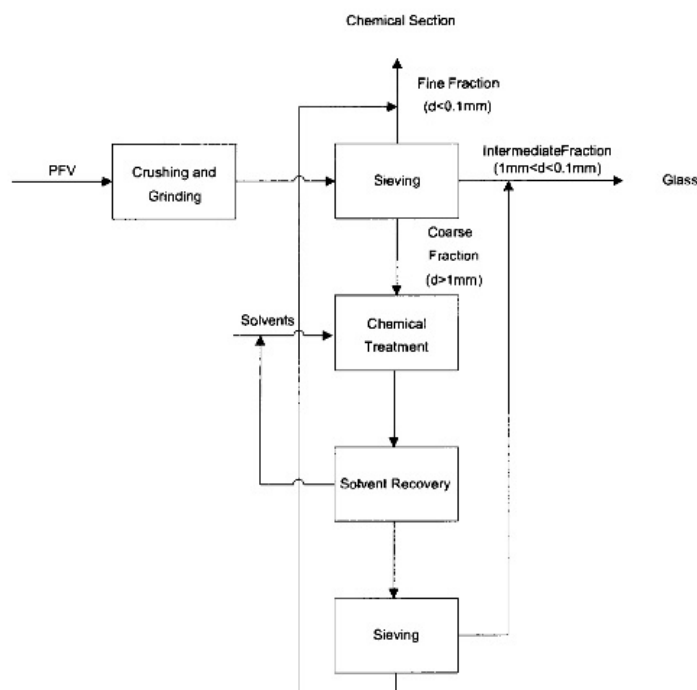 Chemical Section
Fine Fraction
(d<0.1mm)
IntermediateFraction
(1mm<d<0.1mm)
PFV
Crushing and
Grinding
Sieving
Glass
Coarse
Fraction
(d>1mm)
Solvents
Chemical
Treatment
Solvent Recovery
Sieving